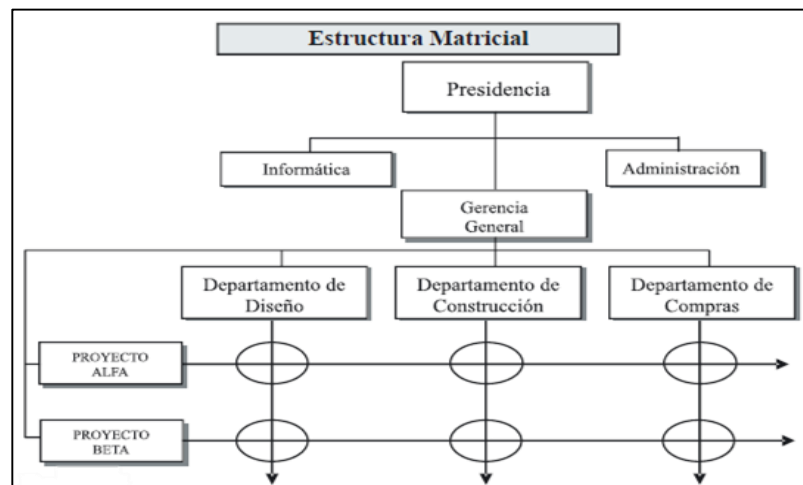 Estructura Matricial
Presidencia
Informática
Administración
Gerencia
General
Departamento de
Diseño
Departamento de
Construcción
Departamento de
Compras
PROYECTO
ALFA
PROYECTO
BETA